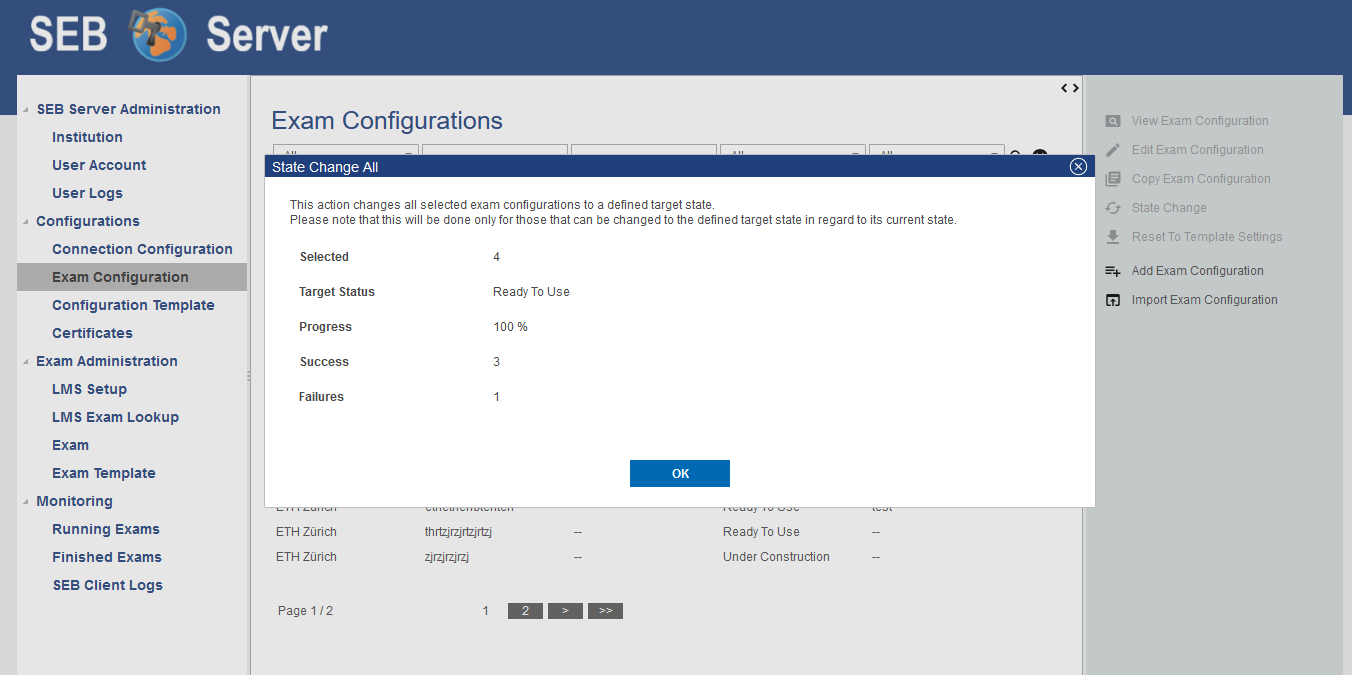 SEB Server
SEB Server Administration
Institution
User Account
User Logs
Configurations
Connection Configuration
Exam Configuration
Configuration Template
Certificates
Exam Administration
LMS Setup
LMS Exam Lookup
Exam
Exam Template
Monitoring
Running Exams
Finished Exams
SEB Client Logs
Exam Configurations
State Change All
This action changes all selected exam configurations to a defined target state.
Please note that this will be done only for those that can be changed to the defined target state in regard to its current state.
Selected 4
Target Status Ready To Use
Progress 100 %
Success 3
Failures 1
OK
ETH Zürich Ready To Use test
ETH Zürich thrtzjrzjrtzjrtzj -- Ready To Use --
ETH Zürich zjrzjrzjrzj -- Under Construction --
Page 1 / 2 1 2 > >>
View Exam Configuration
Edit Exam Configuration
Copy Exam Configuration
State Change
Reset To Template Settings
Add Exam Configuration
Import Exam Configuration